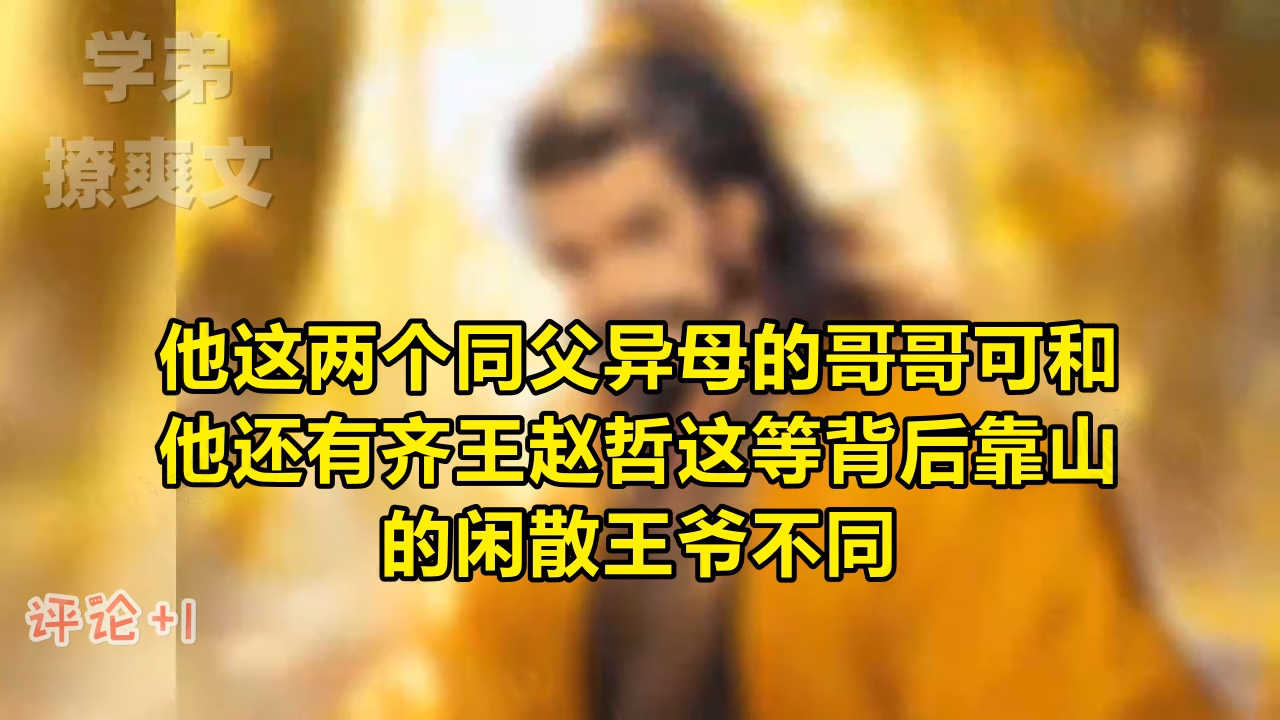 学弟
撩爽文
他这两个同父异母的哥哥可和
他还有齐王赵哲这等背后靠山
的闲散王爷不同
评论+1